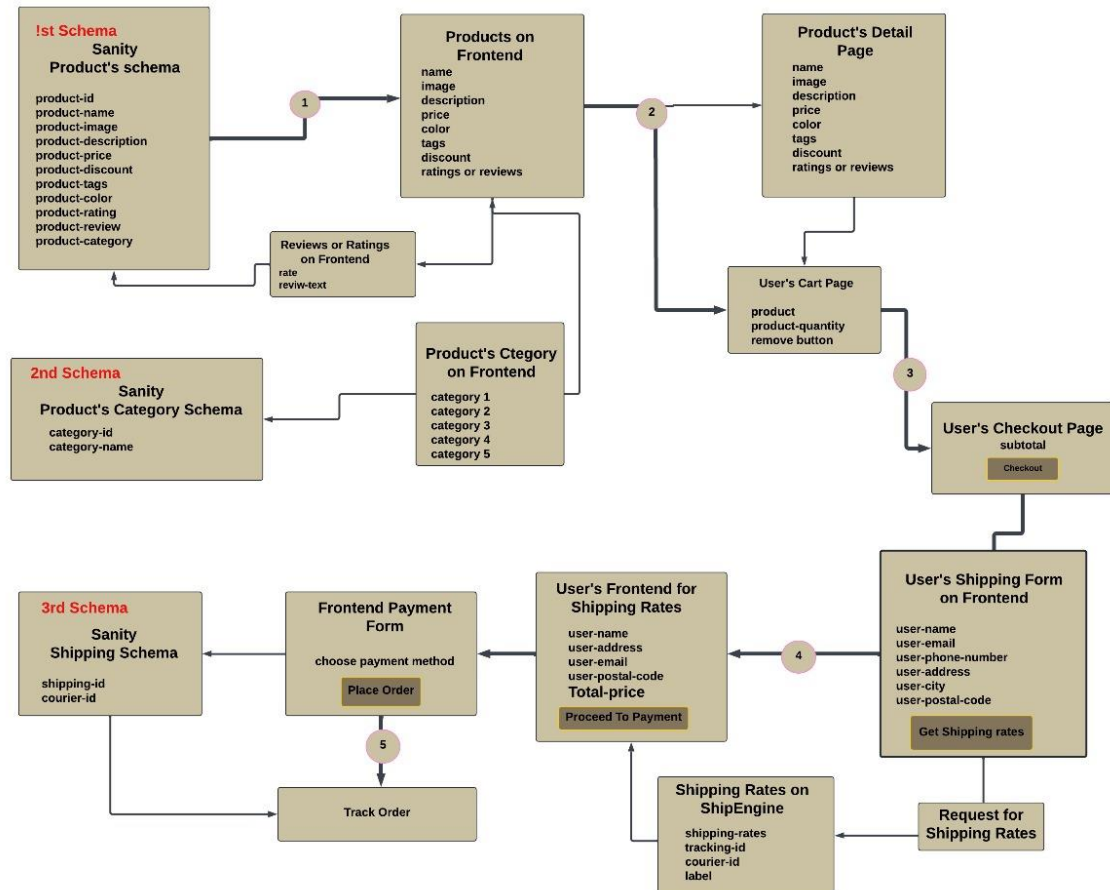 !st Schema
Sanity
Product's schema
product-id
product-name
product-image
product-description
product-price
product-discount
product-tags
product-color
product-rating
product-review
product-category
1
Products on
Frontend
name
image
description
price
color
tags
discount
ratings or reviews
2
Product's Detail
Page
name
image
description
price
color
tags
discount
ratings or reviews
Reviews or Ratings
on Frontend
rate
reviw-text
User's Cart Page
product
product-quantity
remove button
2nd Schema
Sanity
Product's Category Schema
category-id
category-name
Product's Ctegory
on Frontend
category 1
category 2
category 3
category 4
category 5
3
User's Checkout Page
subtotal
Checkout
3rd Schema
Sanity
Shipping Schema
shipping-id
courier-id
Frontend Payment
Form
choose payment method
Place Order
5
Track Order
User's Frontend for
Shipping Rates
user-name
user-address
user-email
user-postal-code
Total-price
Proceed To Payment
4
User's Shipping Form
on Frontend
user-name
user-email
user-phone-number
user-address
user-city
user-postal-code
Get Shipping rates
Shipping Rates on
ShipEngine
shipping-rates
tracking-id
courier-id
label
Request for
Shipping Rates